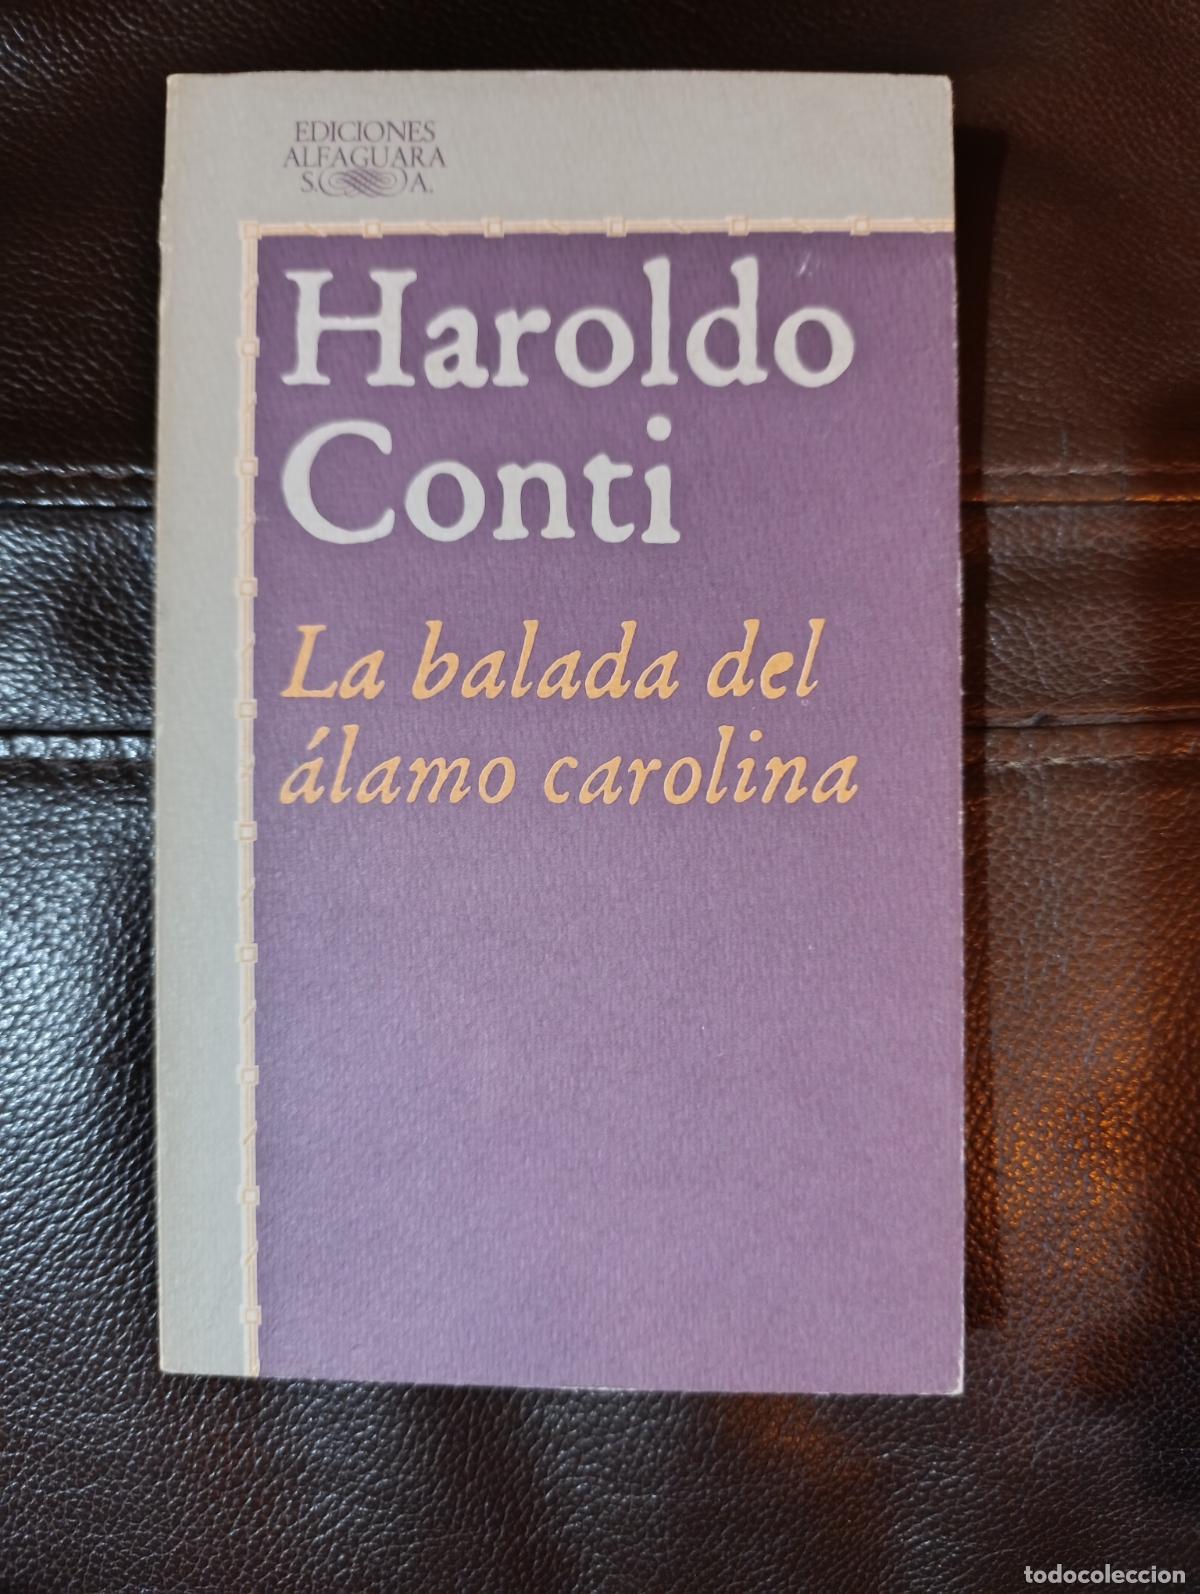 EDICIONES
ALFAGUARA
S. A.
Haroldo
Conti
La balada del
álamo carolina
todocoleccion